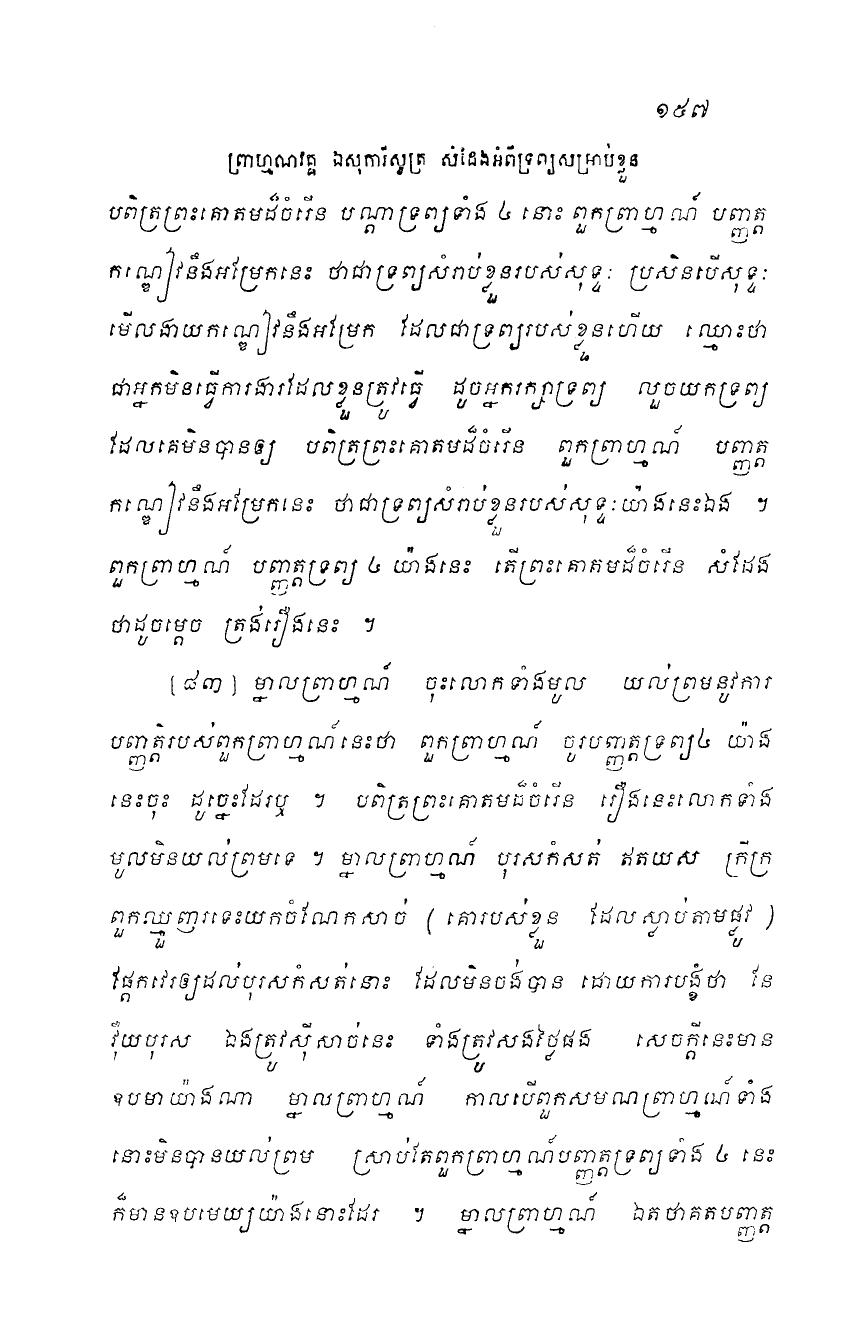 ១៥៧
ព្រាហ្មណវគ្គ ឯសុការីសូត្រ សំដែងអំពីទ្រព្យសម្រាប់ខ្លួន
បពិត្រព្រះគោតមដ៏ចំរើន បណ្តាទ្រព្យទាំង ៤ នោះ ពួកព្រាហ្មណ៍ បញ្ញត្ត
កណ្ឌៀវនឹងអម្រែកនេះ ថាជាទ្រព្យសំរាប់ខ្លួនរបស់សុទ្ទៈ ប្រសិនបើសុទ្ទៈ
មើលងាយកណ្ឌៀវនឹងអម្រែក ដែលជាទ្រព្យរបស់ខ្លួនហើយ ឈ្មោះថា
ជាអ្នកមិនធ្វើការងារដែលខ្លួនត្រូវធ្វើ ដូចអ្នករក្សាទ្រព្យ លួចយកទ្រព្យ
ដែលគេមិនបានឲ្យ បពិត្រព្រះគោតមដ៏ចំរើន ពួកព្រាហ្មណ៍ បញ្ញត្ត
កណ្ឌៀវនឹងអម្រែកនេះ ថាជាទ្រព្យសំរាប់ខ្លួនរបស់សុទ្ទៈយ៉ាងនេះឯង ។
ពួកព្រាហ្មណ៍ បញ្ញត្តទ្រព្យ ៤ យ៉ាងនេះ តើព្រះគោតមដ៏ចំរើន សំដែង
ថាដូចម្តេច ត្រង់រឿងនេះ ។
[៨៣] ម្នាលព្រាហ្មណ៍ ចុះលោកទាំងមូល យល់ព្រមនូវការ
បញ្ញត្តិរបស់ពួកព្រាហ្មណ៍នេះថា ពួកព្រាហ្មណ៍ ចូរបញ្ញត្តទ្រព្យ៤ យ៉ាង
នេះចុះ ដូច្នេះដែរឬ ។ បពិត្រព្រះគោតមដ៏ចំរើន រឿងនេះលោកទាំង
មូលមិនយល់ព្រមទេ ។ ម្នាលព្រាហ្មណ៍ បុរសកំសត់ ឥតយស ក្រីក្រ
ពួកឈ្មួញរទេះយកចំណែកសាច់ ( គោរបស់ខ្លួន ដែលស្លាប់តាមផ្លូវ )
ផ្តែកវេរឲ្យដល់បុរសកំសត់នោះ ដែលមិនចង់បាន ដោយការបង្ខំថា នែ
វ៉ឺយបុរស ឯងត្រូវស៊ីសាច់នេះ ទាំងត្រូវសងថ្លៃផង សេចក្តីនេះមាន
ឧបមាយ៉ាងណា ម្នាលព្រាហ្មណ៍ កាលបើពួកសមណព្រាហ្មណ៍ទាំង
នោះមិនបានយល់ព្រម ស្រាប់តែពួកព្រាហ្មណ៍បញ្ញត្តទ្រព្យទាំង ៤ នេះ
ក៏មានឧបមេយ្យយ៉ាងនោះដែរ ។ ម្នាលព្រាហ្មណ៍ ឯតថាគតបញ្ញត្ត